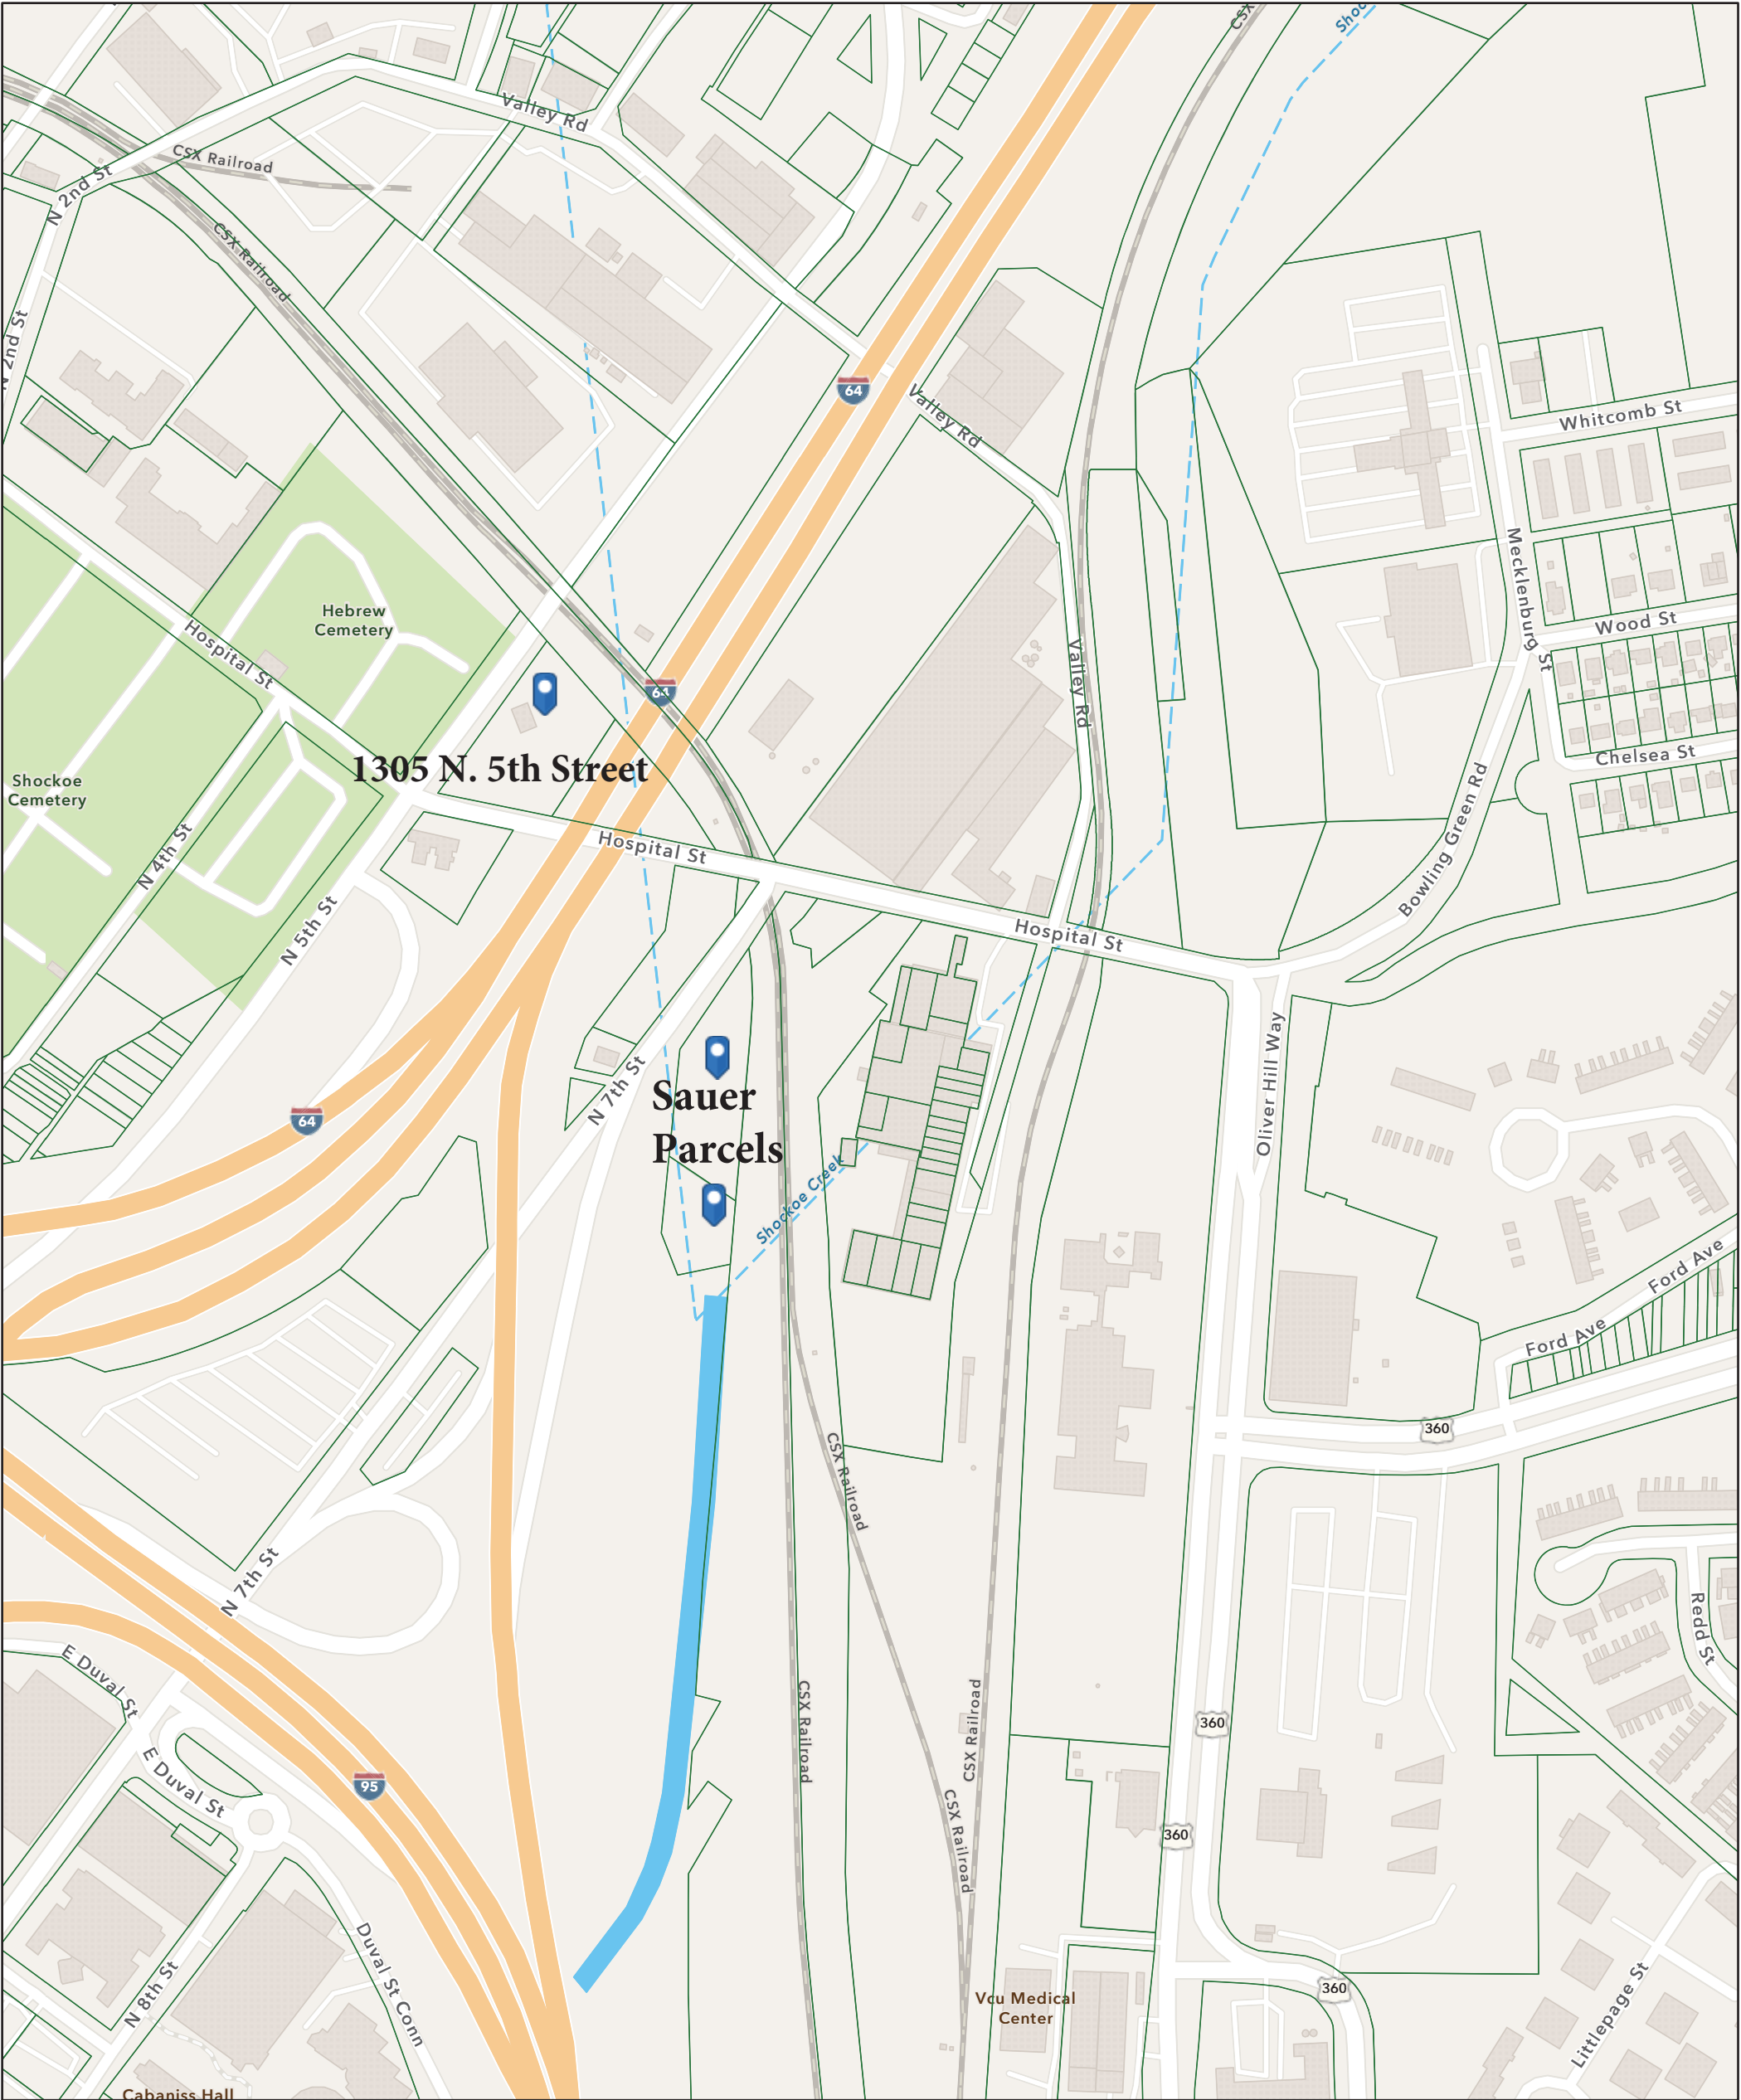 CSX
Shoc
Valley Rd
CSX Railroad
N 2nd St
CSX Railroad
N 2nd St
64
Valley Rd
Whitcomb St
Mecklenburg St
Hebrew
Cemetery
Hospital St
Wood St
Valley Rd
64
1305 N. 5th Street
Chelsea St
Shockoe
Cemetery
Bowling Green Rd
N 4th St
Hospital St
N 5th St
Hospital St
Oliver Hill Way
64
N 7th St
Sauer
Parcels
Shockoe Creek
Ford Ave
Ford Ave
360
CSX Railroad
N 7th St
Redd St
E Duval St
CSX Railroad
CSX Railroad
360
E Duval St
95
360
CSX Railroad
Duval St Conn
N 8th St
360
Vcu Medical
Center
Littlepage St
Cabaniss Hall